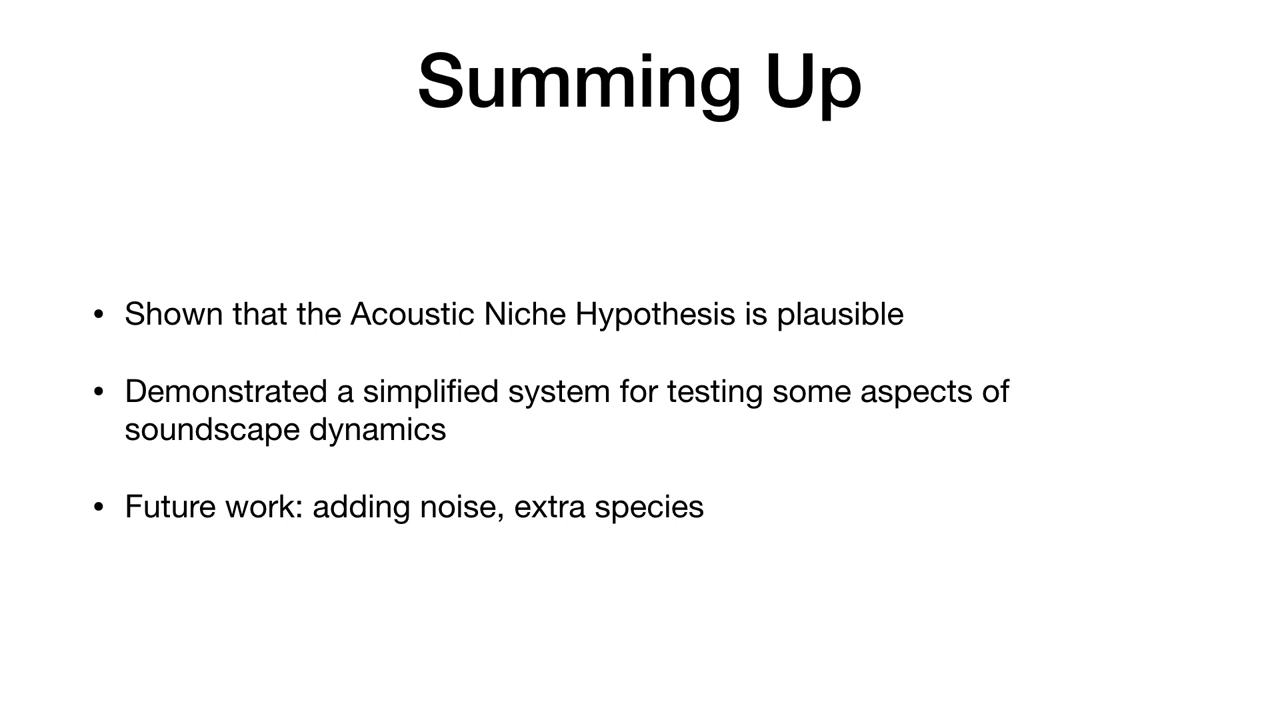 Summing Up
• Shown that the Acoustic Niche Hypothesis is plausible
• Demonstrated a simplified system for testing some aspects of
soundscape dynamics
• Future work: adding noise, extra species